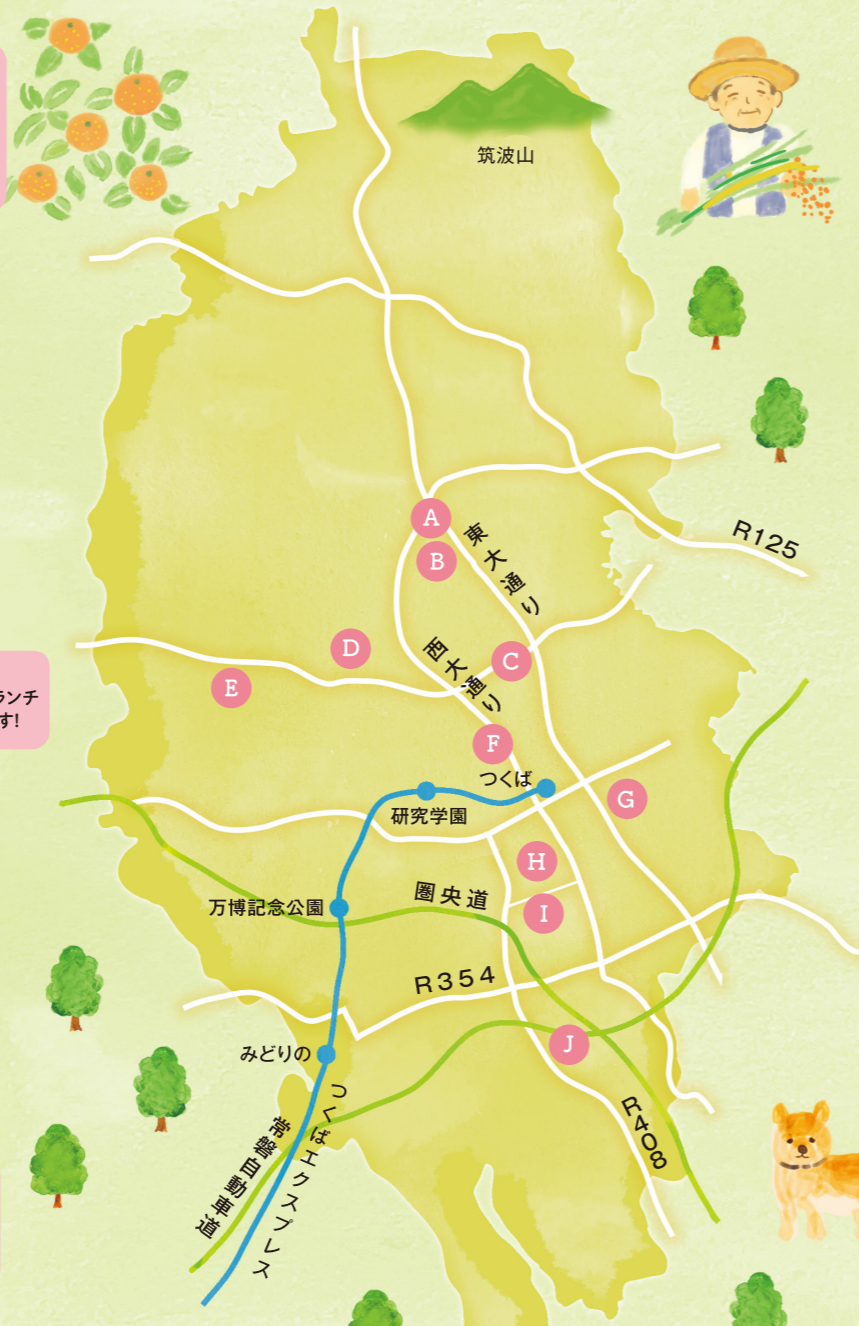 筑波山
R125
A
東大通り
B
D
C
西大通り
E
ランチ
す!
F
つくば
研究学園
G
H
圏央道
万博記念公園
I
R354
J
みどりの
つくばエクスプレス
常磐自動車道
R408